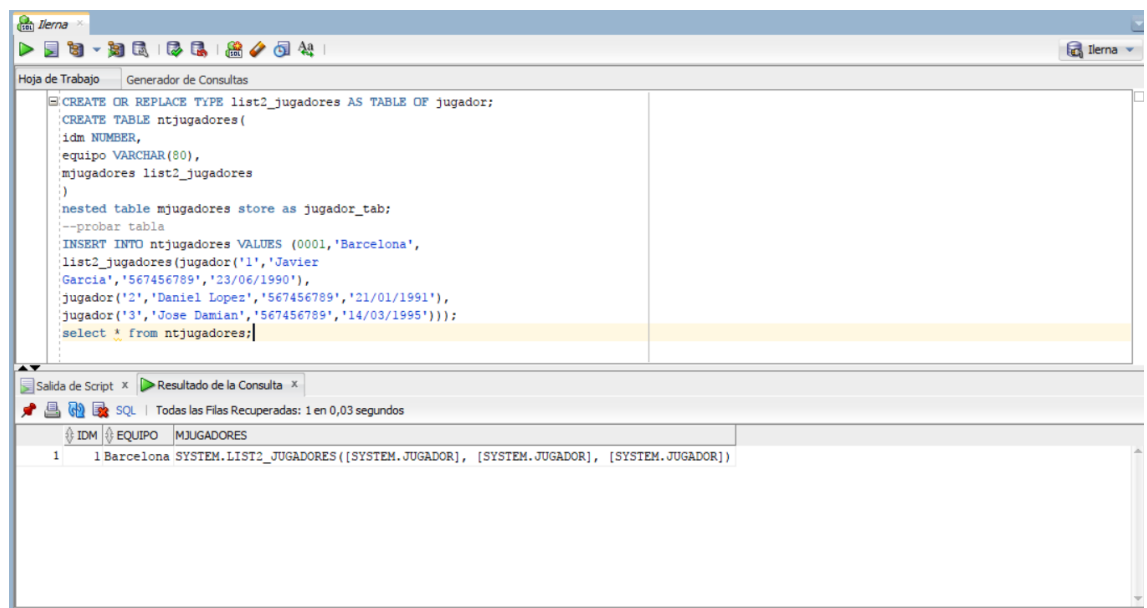 Ilerna
Ilerna
Hoja de Trabajo Generador de Consultas
CREATE OR REPLACE TYPE list2_jugadores AS TABLE OF jugador;
CREATE TABLE ntjugadores(
idm NUMBER,
equipo VARCHAR(80),
mjugadores list2_jugadores
)
nested table mjugadores store as jugador_tab;
--probar tabla
INSERT INTO ntjugadores VALUES (0001,'Barcelona',
list2_jugadores(jugador('1','Javier
Garcia','567456789','23/06/1990'),
jugador('2','Daniel Lopez','567456789','21/01/1991'),
jugador('3','Jose Damian','567456789','14/03/1995')));
select * from ntjugadores;
Salida de Script x Resultado de la Consulta x
SQL | Todas las Filas Recuperadas: 1 en 0,03 segundos
IDM EQUIPO MJUGADORES
1 1 Barcelona SYSTEM.LIST2_JUGADORES([SYSTEM.JUGADOR], [SYSTEM.JUGADOR], [SYSTEM.JUGADOR])